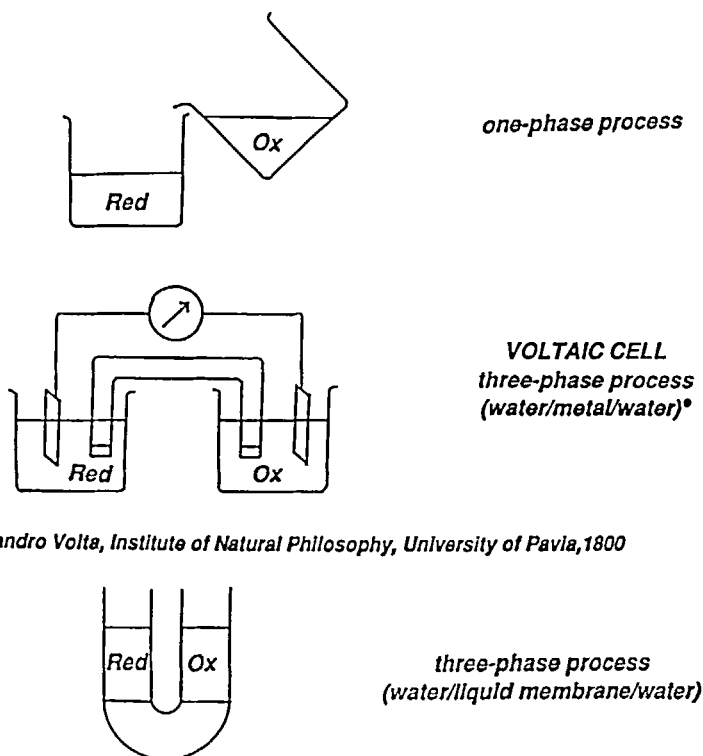 Ox
Red
one-phase process
VOLTAIC CELL
three-phase process
(water/metal/water)*
Red
Ox
Volta, Institute of Natural Philosophy, University of Pavia,1800
Red
Ox
three-phase process
(water/liquid membrane/water)